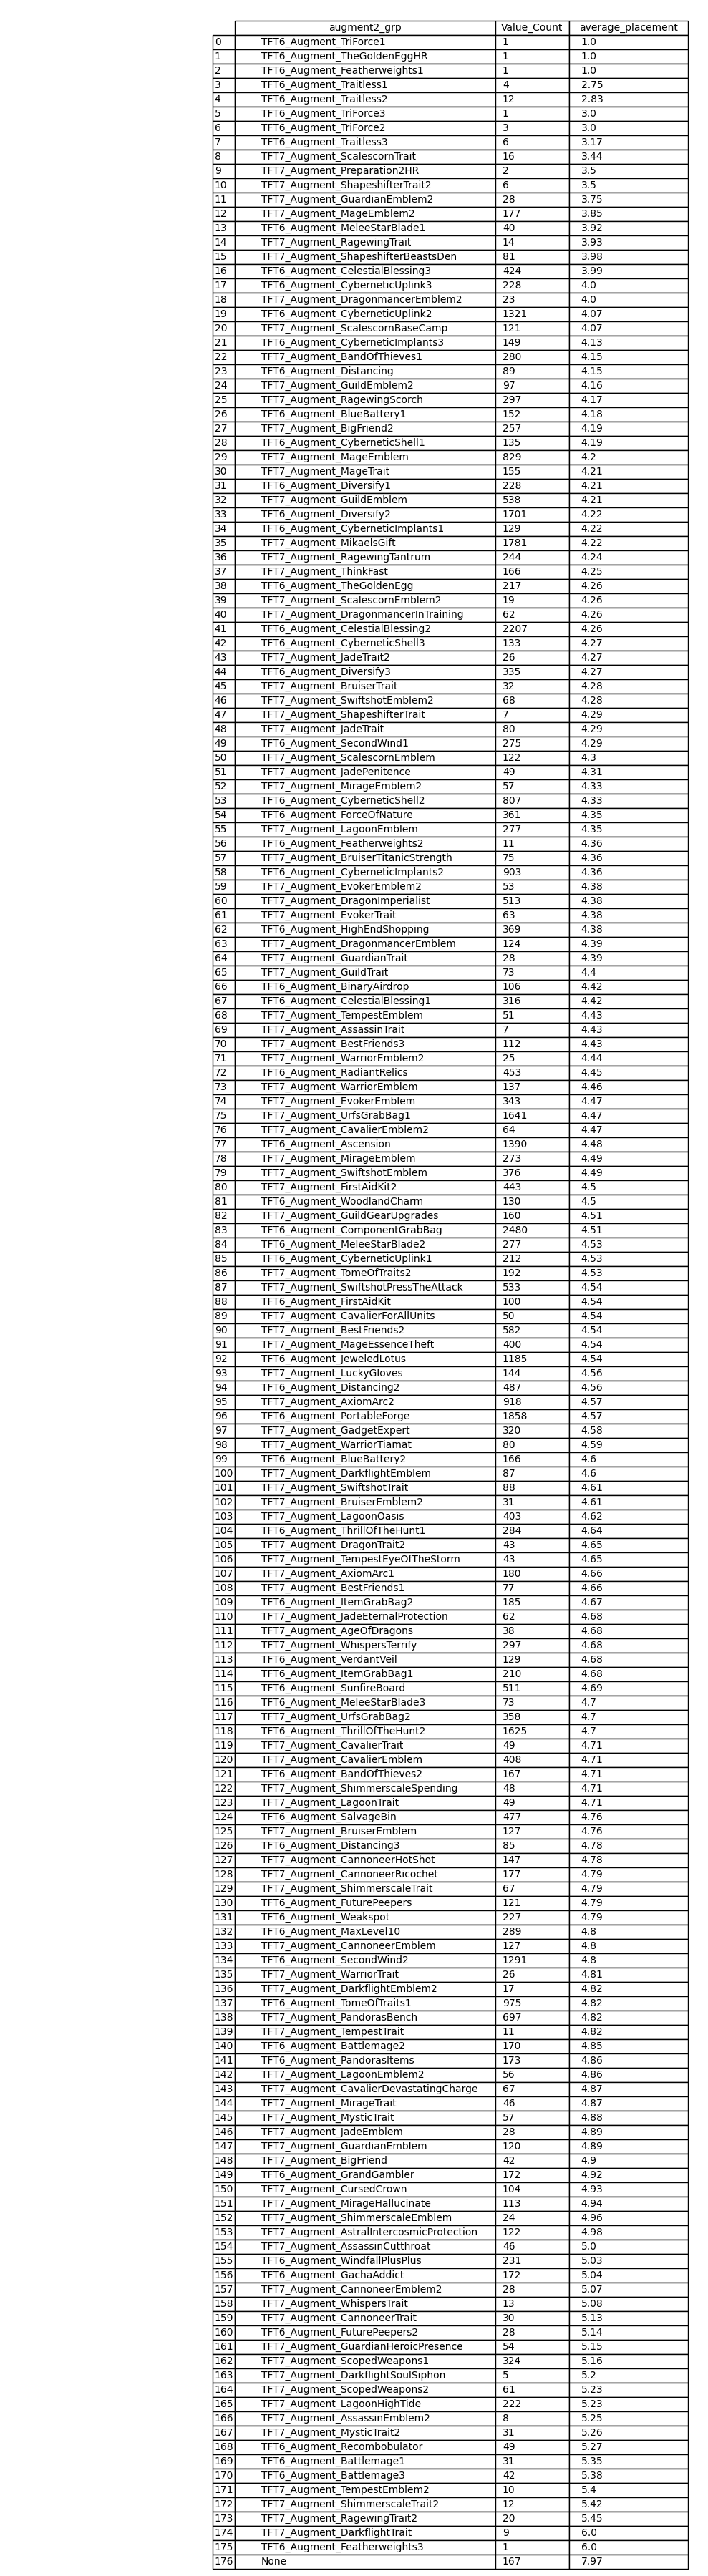 augment2_grp Value_Count average_placement
0 TFT6_Augment_TriForce1 1 1.0
1 TFT6_Augment_TheGoldenEggHR 1 1.0
2 TFT6_Augment_Featherweights1 1 1.0
3 TFT6_Augment_Traitless1 4 2.75
4 TFT6_Augment_Traitless2 12 2.83
5 TFT6_Augment_TriForce3 1 3.0
6 TFT6_Augment_TriForce2 3 3.0
7 TFT6_Augment_Traitless3 6 3.17
8 TFT7_Augment_ScalescornTrait 16 3.44
9 TFT7_Augment_Preparation2HR 2 3.5
10 TFT7_Augment_ShapeshifterTrait2 6 3.5
11 TFT7_Augment_GuardianEmblem2 28 3.75
12 TFT7_Augment_MageEmblem2 177 3.85
13 TFT6_Augment_MeleeStarBlade1 40 3.92
14 TFT7_Augment_RagewingTrait 14 3.93
15 TFT7_Augment_ShapeshifterBeastsDen 81 3.98
16 TFT6_Augment_CelestialBlessing3 424 3.99
17 TFT6_Augment_CyberneticUplink3 228 4.0
18 TFT7_Augment_DragonmancerEmblem2 23 4.0
19 TFT6_Augment_CyberneticUplink2 1321 4.07
20 TFT7_Augment_ScalescornBaseCamp 121 4.07
21 TFT6_Augment_CyberneticImplants3 149 4.13
22 TFT7_Augment_BandOfThieves1 280 4.15
23 TFT6_Augment_Distancing 89 4.15
24 TFT7_Augment_GuildEmblem2 97 4.16
25 TFT7_Augment_RagewingScorch 297 4.17
26 TFT6_Augment_BlueBattery1 152 4.18
27 TFT7_Augment_BigFriend2 257 4.19
28 TFT6_Augment_CyberneticShell1 135 4.19
29 TFT7_Augment_MageEmblem 829 4.2
30 TFT7_Augment_MageTrait 155 4.21
31 TFT6_Augment_Diversify1 228 4.21
32 TFT7_Augment_GuildEmblem 538 4.21
33 TFT6_Augment_Diversify2 1701 4.22
34 TFT6_Augment_CyberneticImplants1 129 4.22
35 TFT7_Augment_MikaelsGift 1781 4.22
36 TFT7_Augment_RagewingTantrum 244 4.24
37 TFT7_Augment_ThinkFast 166 4.25
38 TFT6_Augment_TheGoldenEgg 217 4.26
39 TFT7_Augment_ScalescornEmblem2 19 4.26
40 TFT7_Augment_DragonmancerInTraining 62 4.26
41 TFT6_Augment_CelestialBlessing2 2207 4.26
42 TFT6_Augment_CyberneticShell3 133 4.27
43 TFT7_Augment_JadeTrait2 26 4.27
44 TFT6_Augment_Diversify3 335 4.27
45 TFT7_Augment_BruiserTrait 32 4.28
46 TFT7_Augment_SwiftshotEmblem2 68 4.28
47 TFT7_Augment_ShapeshifterTrait 7 4.29
48 TFT7_Augment_JadeTrait 80 4.29
49 TFT6_Augment_SecondWind1 275 4.29
50 TFT7_Augment_ScalescornEmblem 122 4.3
51 TFT7_Augment_JadePenitence 49 4.31
52 TFT7_Augment_MirageEmblem2 57 4.33
53 TFT6_Augment_CyberneticShell2 807 4.33
54 TFT6_Augment_ForceOfNature 361 4.35
55 TFT7_Augment_LagoonEmblem 277 4.35
56 TFT6_Augment_Featherweights2 11 4.36
57 TFT7_Augment_BruiserTitanicStrength 75 4.36
58 TFT6_Augment_CyberneticImplants2 903 4.36
59 TFT7_Augment_EvokerEmblem2 53 4.38
60 TFT7_Augment_DragonImperialist 513 4.38
61 TFT7_Augment_EvokerTrait 63 4.38
62 TFT6_Augment_HighEndShopping 369 4.38
63 TFT7_Augment_DragonmancerEmblem 124 4.39
64 TFT7_Augment_GuardianTrait 28 4.39
65 TFT7_Augment_GuildTrait 73 4.4
66 TFT6_Augment_BinaryAirdrop 106 4.42
67 TFT6_Augment_CelestialBlessing1 316 4.42
68 TFT7_Augment_TempestEmblem 51 4.43
69 TFT7_Augment_AssassinTrait 7 4.43
70 TFT7_Augment_BestFriends3 112 4.43
71 TFT7_Augment_WarriorEmblem2 25 4.44
72 TFT6_Augment_RadiantRelics 453 4.45
73 TFT7_Augment_WarriorEmblem 137 4.46
74 TFT7_Augment_EvokerEmblem 343 4.47
75 TFT7_Augment_UrfsGrabBag1 1641 4.47
76 TFT7_Augment_CavalierEmblem2 64 4.47
77 TFT6_Augment_Ascension 1390 4.48
78 TFT7_Augment_MirageEmblem 273 4.49
79 TFT7_Augment_SwiftshotEmblem 376 4.49
80 TFT7_Augment_FirstAidKit2 443 4.5
81 TFT6_Augment_WoodlandCharm 130 4.5
82 TFT7_Augment_GuildGearUpgrades 160 4.51
83 TFT6_Augment_ComponentGrabBag 2480 4.51
84 TFT6_Augment_MeleeStarBlade2 277 4.53
85 TFT6_Augment_CyberneticUplink1 212 4.53
86 TFT7_Augment_TomeOfTraits2 192 4.53
87 TFT7_Augment_SwiftshotPressTheAttack 533 4.54
88 TFT6_Augment_FirstAidKit 100 4.54
89 TFT7_Augment_CavalierForAllUnits 50 4.54
90 TFT7_Augment_BestFriends2 582 4.54
91 TFT7_Augment_MageEssenceTheft 400 4.54
92 TFT6_Augment_JeweledLotus 1185 4.54
93 TFT7_Augment_LuckyGloves 144 4.56
94 TFT6_Augment_Distancing2 487 4.56
95 TFT7_Augment_AxiomArc2 918 4.57
96 TFT6_Augment_PortableForge 1858 4.57
97 TFT7_Augment_GadgetExpert 320 4.58
98 TFT7_Augment_WarriorTiamat 80 4.59
99 TFT6_Augment_BlueBattery2 166 4.6
100 TFT7_Augment_DarkflightEmblem 87 4.6
101 TFT7_Augment_SwiftshotTrait 88 4.61
102 TFT7_Augment_BruiserEmblem2 31 4.61
103 TFT7_Augment_LagoonOasis 403 4.62
104 TFT6_Augment_ThrillOfTheHunt1 284 4.64
105 TFT7_Augment_DragonTrait2 43 4.65
106 TFT7_Augment_TempestEyeOfTheStorm 43 4.65
107 TFT7_Augment_AxiomArc1 180 4.66
108 TFT7_Augment_BestFriends1 77 4.66
109 TFT6_Augment_ItemGrabBag2 185 4.67
110 TFT7_Augment_JadeEternalProtection 62 4.68
111 TFT7_Augment_AgeOfDragons 38 4.68
112 TFT7_Augment_WhispersTerrify 297 4.68
113 TFT6_Augment_VerdantVeil 129 4.68
114 TFT6_Augment_ItemGrabBag1 210 4.68
115 TFT6_Augment_SunfireBoard 511 4.69
116 TFT6_Augment_MeleeStarBlade3 73 4.7
117 TFT7_Augment_UrfsGrabBag2 358 4.7
118 TFT6_Augment_ThrillOfTheHunt2 1625 4.7
119 TFT7_Augment_CavalierTrait 49 4.71
120 TFT7_Augment_CavalierEmblem 408 4.71
121 TFT6_Augment_BandOfThieves2 167 4.71
122 TFT7_Augment_ShimmerscaleSpending 48 4.71
123 TFT7_Augment_LagoonTrait 49 4.71
124 TFT6_Augment_SalvageBin 477 4.76
125 TFT7_Augment_BruiserEmblem 127 4.76
126 TFT6_Augment_Distancing3 85 4.78
127 TFT7_Augment_CannoneerHotShot 147 4.78
128 TFT7_Augment_CannoneerRicochet 177 4.79
129 TFT7_Augment_ShimmerscaleTrait 67 4.79
130 TFT6_Augment_FuturePeepers 121 4.79
131 TFT6_Augment_Weakspot 227 4.79
132 TFT6_Augment_MaxLevel10 289 4.8
133 TFT7_Augment_CannoneerEmblem 127 4.8
134 TFT6_Augment_SecondWind2 1291 4.8
135 TFT7_Augment_WarriorTrait 26 4.81
136 TFT7_Augment_DarkflightEmblem2 17 4.82
137 TFT6_Augment_TomeOfTraits1 975 4.82
138 TFT7_Augment_PandorasBench 697 4.82
139 TFT7_Augment_TempestTrait 11 4.82
140 TFT6_Augment_Battlemage2 170 4.85
141 TFT6_Augment_PandorasItems 173 4.86
142 TFT7_Augment_LagoonEmblem2 56 4.86
143 TFT7_Augment_CavalierDevastatingCharge 67 4.87
144 TFT7_Augment_MirageTrait 46 4.87
145 TFT7_Augment_MysticTrait 57 4.88
146 TFT7_Augment_JadeEmblem 28 4.89
147 TFT7_Augment_GuardianEmblem 120 4.89
148 TFT7_Augment_BigFriend 42 4.9
149 TFT6_Augment_GrandGambler 172 4.92
150 TFT7_Augment_CursedCrown 104 4.93
151 TFT7_Augment_MirageHallucinate 113 4.94
152 TFT7_Augment_ShimmerscaleEmblem 24 4.96
153 TFT7_Augment_AstralIntercosmicProtection 122 4.98
154 TFT7_Augment_AssassinCutthroat 46 5.0
155 TFT6_Augment_WindfallPlusPlus 231 5.03
156 TFT7_Augment_GachaAddict 172 5.04
157 TFT7_Augment_CannoneerEmblem2 28 5.07
158 TFT7_Augment_WhispersTrait 13 5.08
159 TFT7_Augment_CannoneerTrait 30 5.13
160 TFT6_Augment_FuturePeepers2 28 5.14
161 TFT7_Augment_GuardianHeroicPresence 54 5.15
162 TFT6_Augment_ScopedWeapons1 324 5.16
163 TFT7_Augment_DarkflightSoulSiphon 5 5.2
164 TFT6_Augment_ScopedWeapons2 61 5.23
165 TFT7_Augment_LagoonHighTide 222 5.23
166 TFT7_Augment_AssassinEmblem2 8 5.25
167 TFT7_Augment_MysticTrait2 31 5.26
168 TFT6_Augment_Recombobulator 49 5.27
169 TFT6_Augment_Battlemage1 31 5.35
170 TFT6_Augment_Battlemage3 42 5.38
171 TFT7_Augment_TempestEmblem2 10 5.4
172 TFT7_Augment_ShimmerscaleTrait2 12 5.42
173 TFT7_Augment_RagewingTrait2 20 5.45
174 TFT7_Augment_DarkflightTrait 9 6.0
175 TFT6_Augment_Featherweights3 1 6.0
176 None 167 7.97